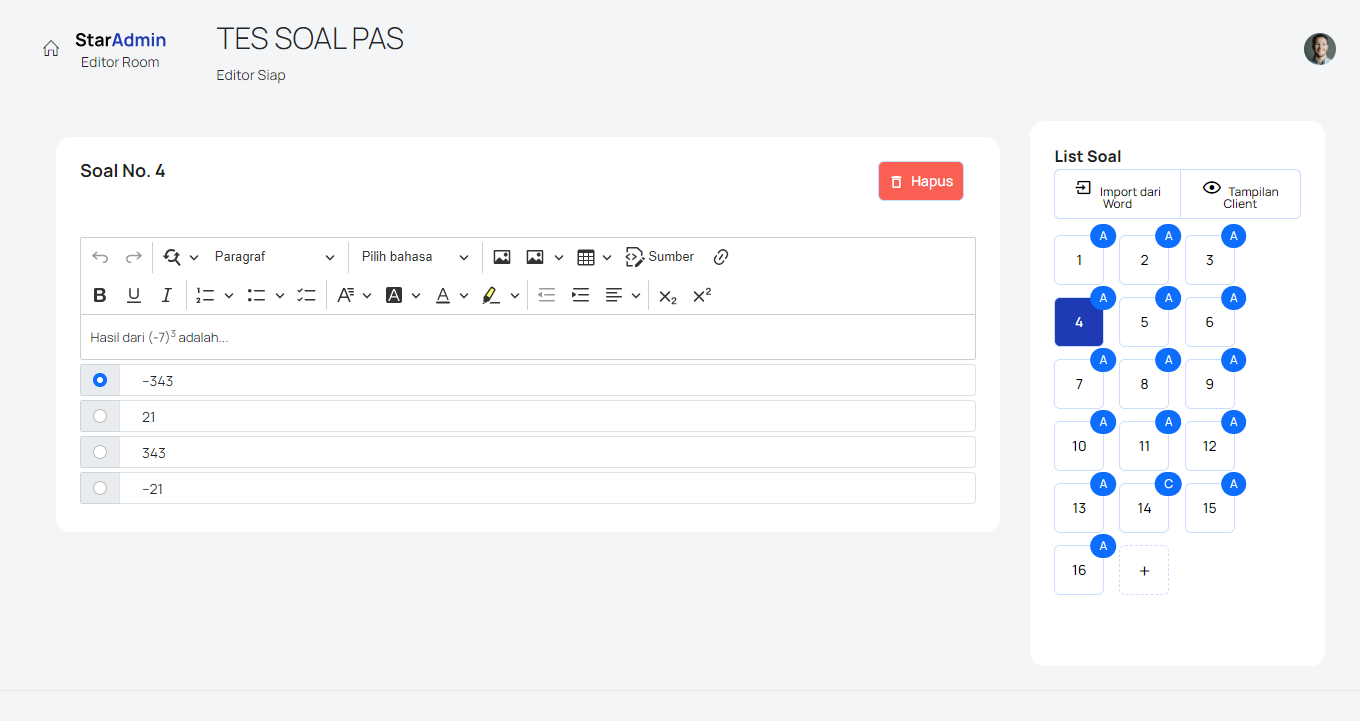 StarAdmin
Editor Room
TES SOAL PAS
Editor Siap
Soal No. 4
Hapus
Paragraf
Pilih bahasa
Sumber
Hasil dari (-7)³ adalah...
−343
21
343
−21
List Soal
Import dari
Word
Tampilan
Client
A A A
1 2 3
A A A
4 5 6
A A A
7 8 9
A A A
10 11 12
A C A
13 14 15
A
16 +